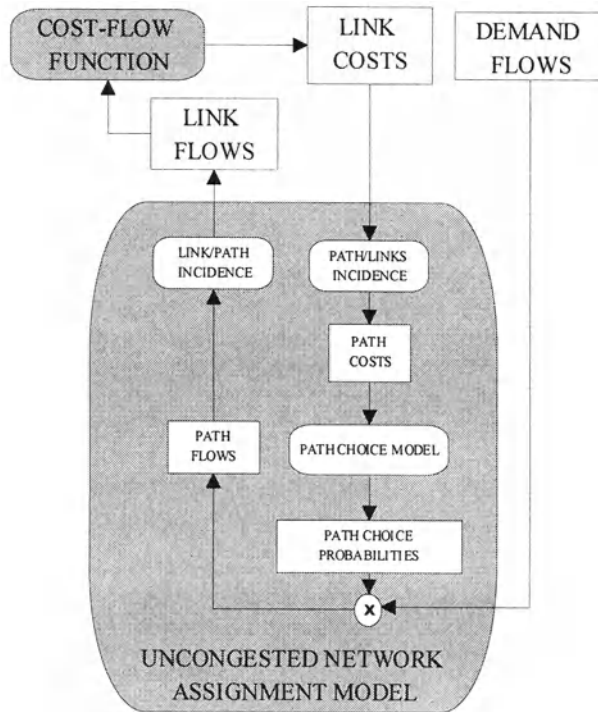 COST-FLOW
FUNCTION
LINK
COSTS
DEMAND
FLOWS
LINK
FLOWS
LINK/PATH
INCIDENCE
PATH/LINKS
INCIDENCE
PATH
COSTS
PATH
FLOWS
PATH CHOICE MODEL
PATH CHOICE
PROBABILITIES
x
UNCONGESTED NETWORK
ASSIGNMENT MODEL